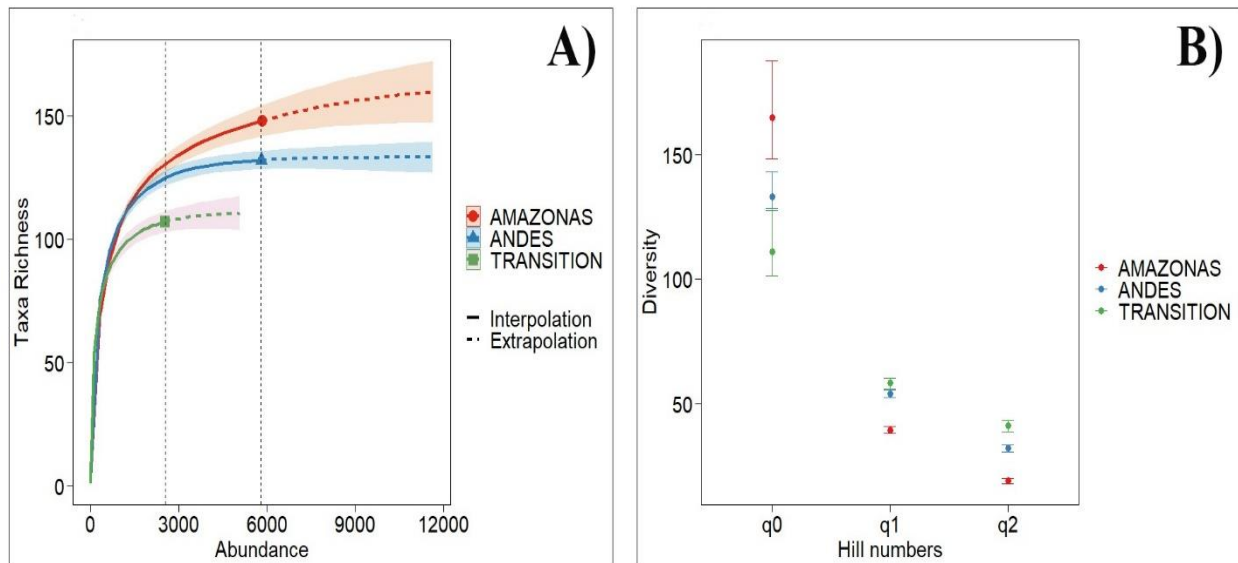 A)
Taxa Richness
150
100
50
0
0 3000 6000 9000 12000
Abundance
AMAZONAS
ANDES
TRANSITION
Interpolation
Extrapolation
B)
Diversity
150
100
50
q0 q1 q2
Hill numbers
AMAZONAS
ANDES
TRANSITION